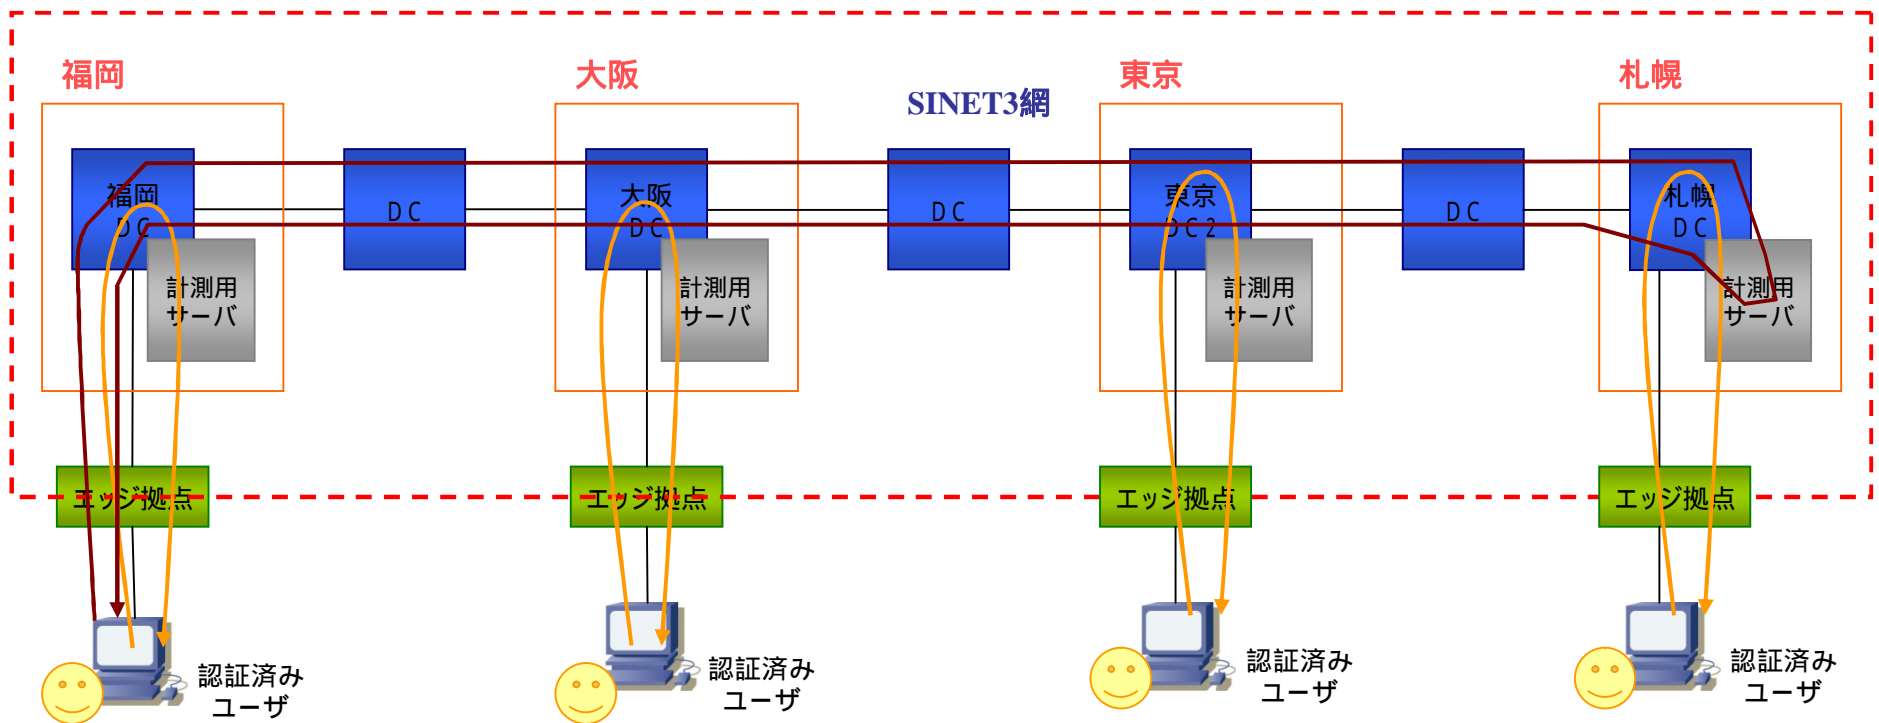 福岡
大阪
東京
札幌
SINET3網
福岡
DC
DC
大阪
DC
DC
東京
DC2
DC
札幌
DC
計測用
サーバ
計測用
サーバ
計測用
サーバ
計測用
サーバ
エッジ拠点
エッジ拠点
エッジ拠点
エッジ拠点
認証済み
ユーザ
認証済み
ユーザ
認証済み
ユーザ
認証済み
ユーザ